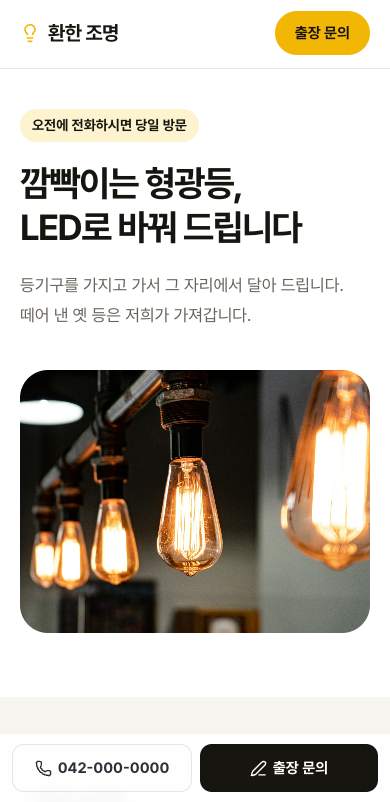 환한 조명
출장 문의
오전에 전화하시면 당일 방문
깜빡이는 형광등,
LED로 바꿔 드립니다
등기구를 가지고 가서 그 자리에서 달아 드립니다.
떼어 낸 옛 등은 저희가 가져갑니다.
042-000-0000
출장 문의